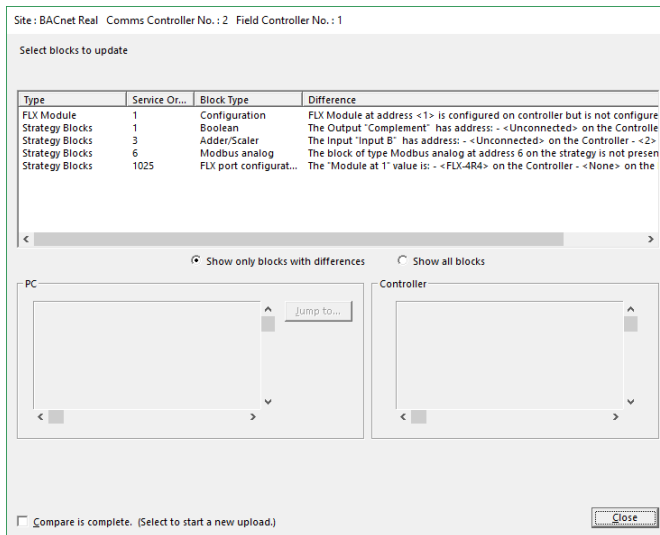 Site : BACnet Real Comms Controller No. : 2 Field Controller No. : 1
Select blocks to update
Type Service Or... Block Type Difference
FLX Module 1 Configuration FLX Module at address <1> is configured on controller but is not configure
Strategy Blocks 1 Boolean The Output "Complement" has address: - <Unconnected> on the Controlle
Strategy Blocks 3 Adder/Scaler The Input "Input B" has address: - <Unconnected> on the Controller - <2>
Strategy Blocks 6 Modbus analog The block of type Modbus analog at address 6 on the strategy is not presen
Strategy Blocks 1025 FLX port configurat... The "Module at 1" value is: - <FLX-4R4> on the Controller - <None> on the
Show only blocks with differences Show all blocks
PC Controller
Jump to...
Compare is complete. (Select to start a new upload.) Close